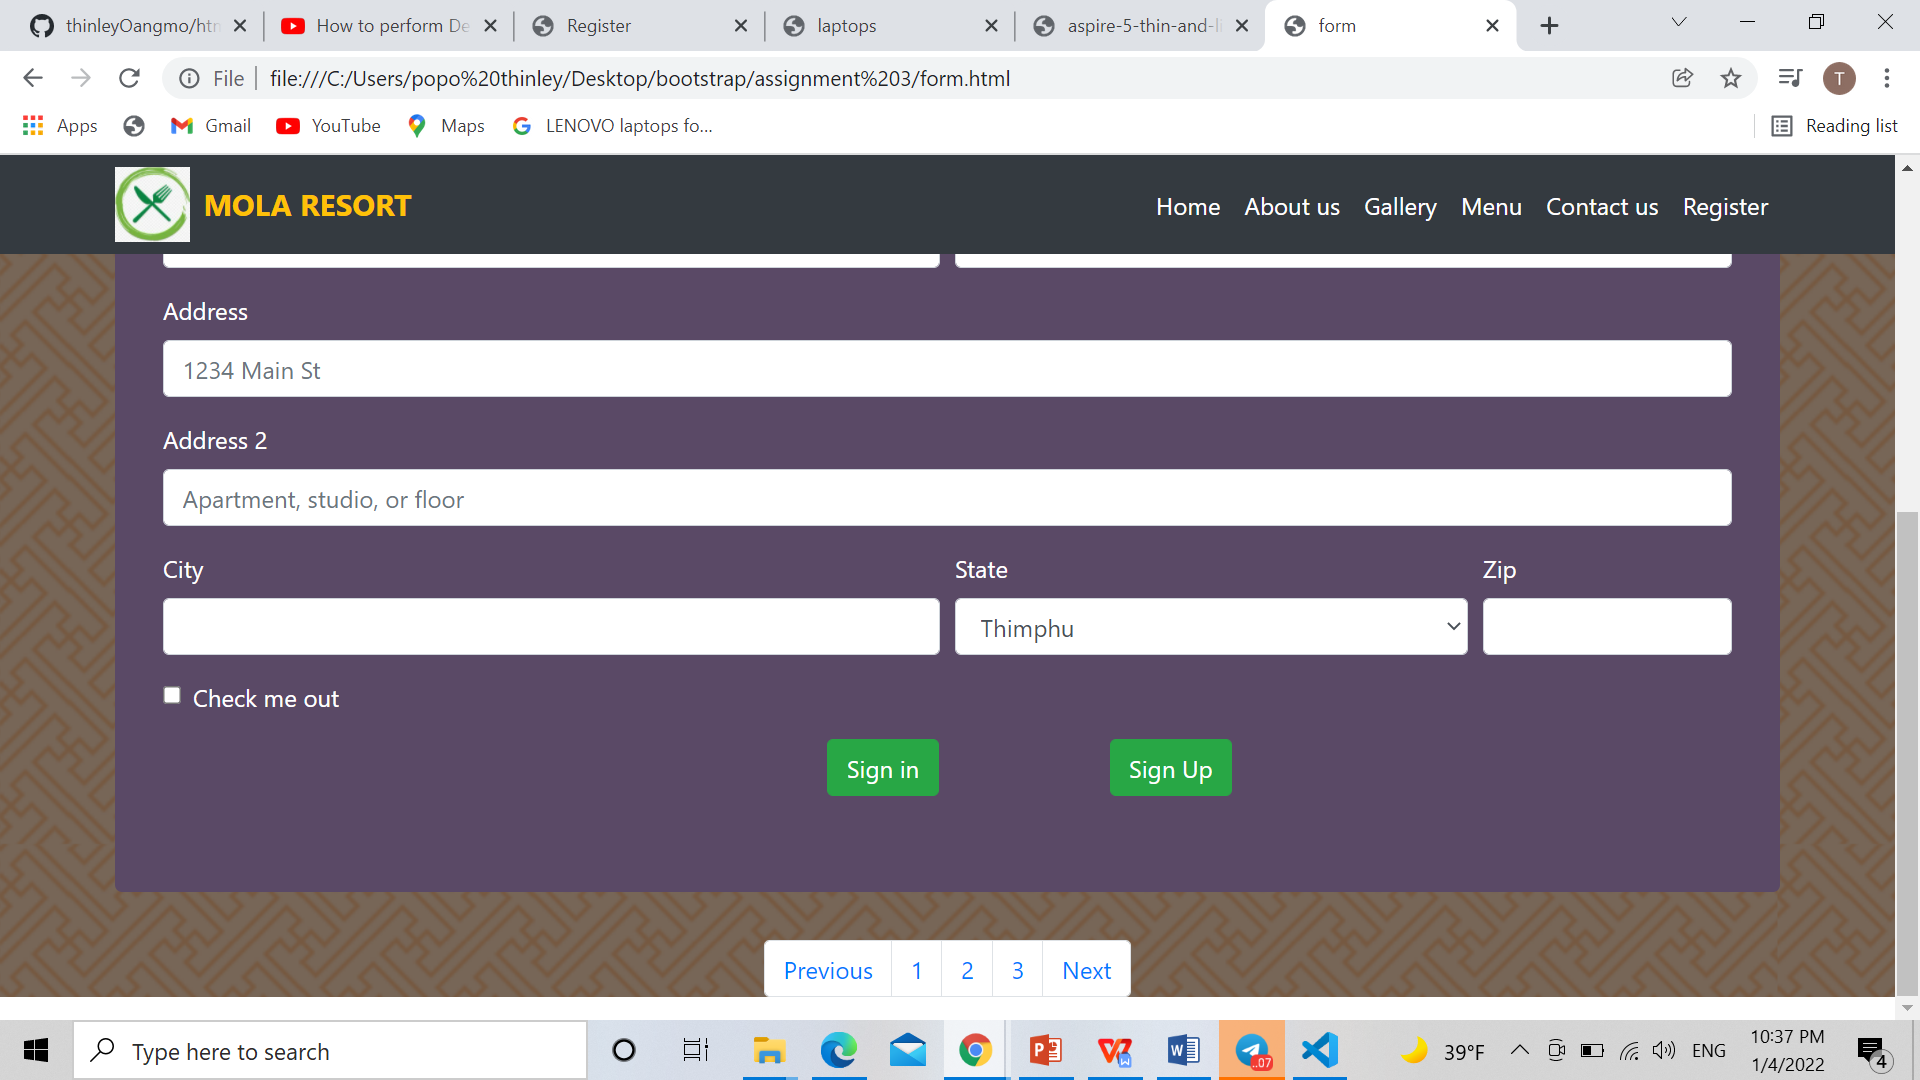 thinleyOangmo/htm
How to perform De
Register
laptops
aspire-5-thin-and-li
form
File
file:///C:/Users/popo%20thinley/Desktop/bootstrap/assignment%203/form.html
T
Apps
Gmail
YouTube
Maps
LENOVO laptops fo...
Reading list
MOLA RESORT
Home About us Gallery Menu Contact us Register
Address
1234 Main St
Address 2
Apartment, studio, or floor
City State Zip
Thimphu
Check me out
Sign in Sign Up
Previous 1 2 3 Next
Type here to search
..07
39°F
ENG
10:37 PM
1/4/2022
4